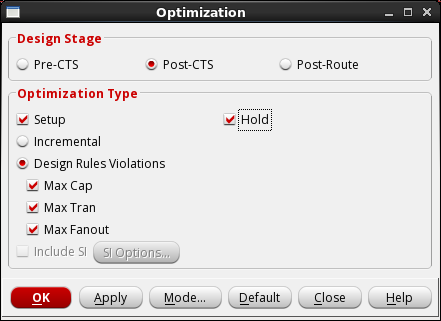 Optimization
Design Stage
Pre-CTS Post-CTS Post-Route
Optimization Type
Setup Hold
Incremental
Design Rules Violations
Max Cap
Max Tran
Max Fanout
Include SI SI Options...
OK Apply Mode... Default Close Help